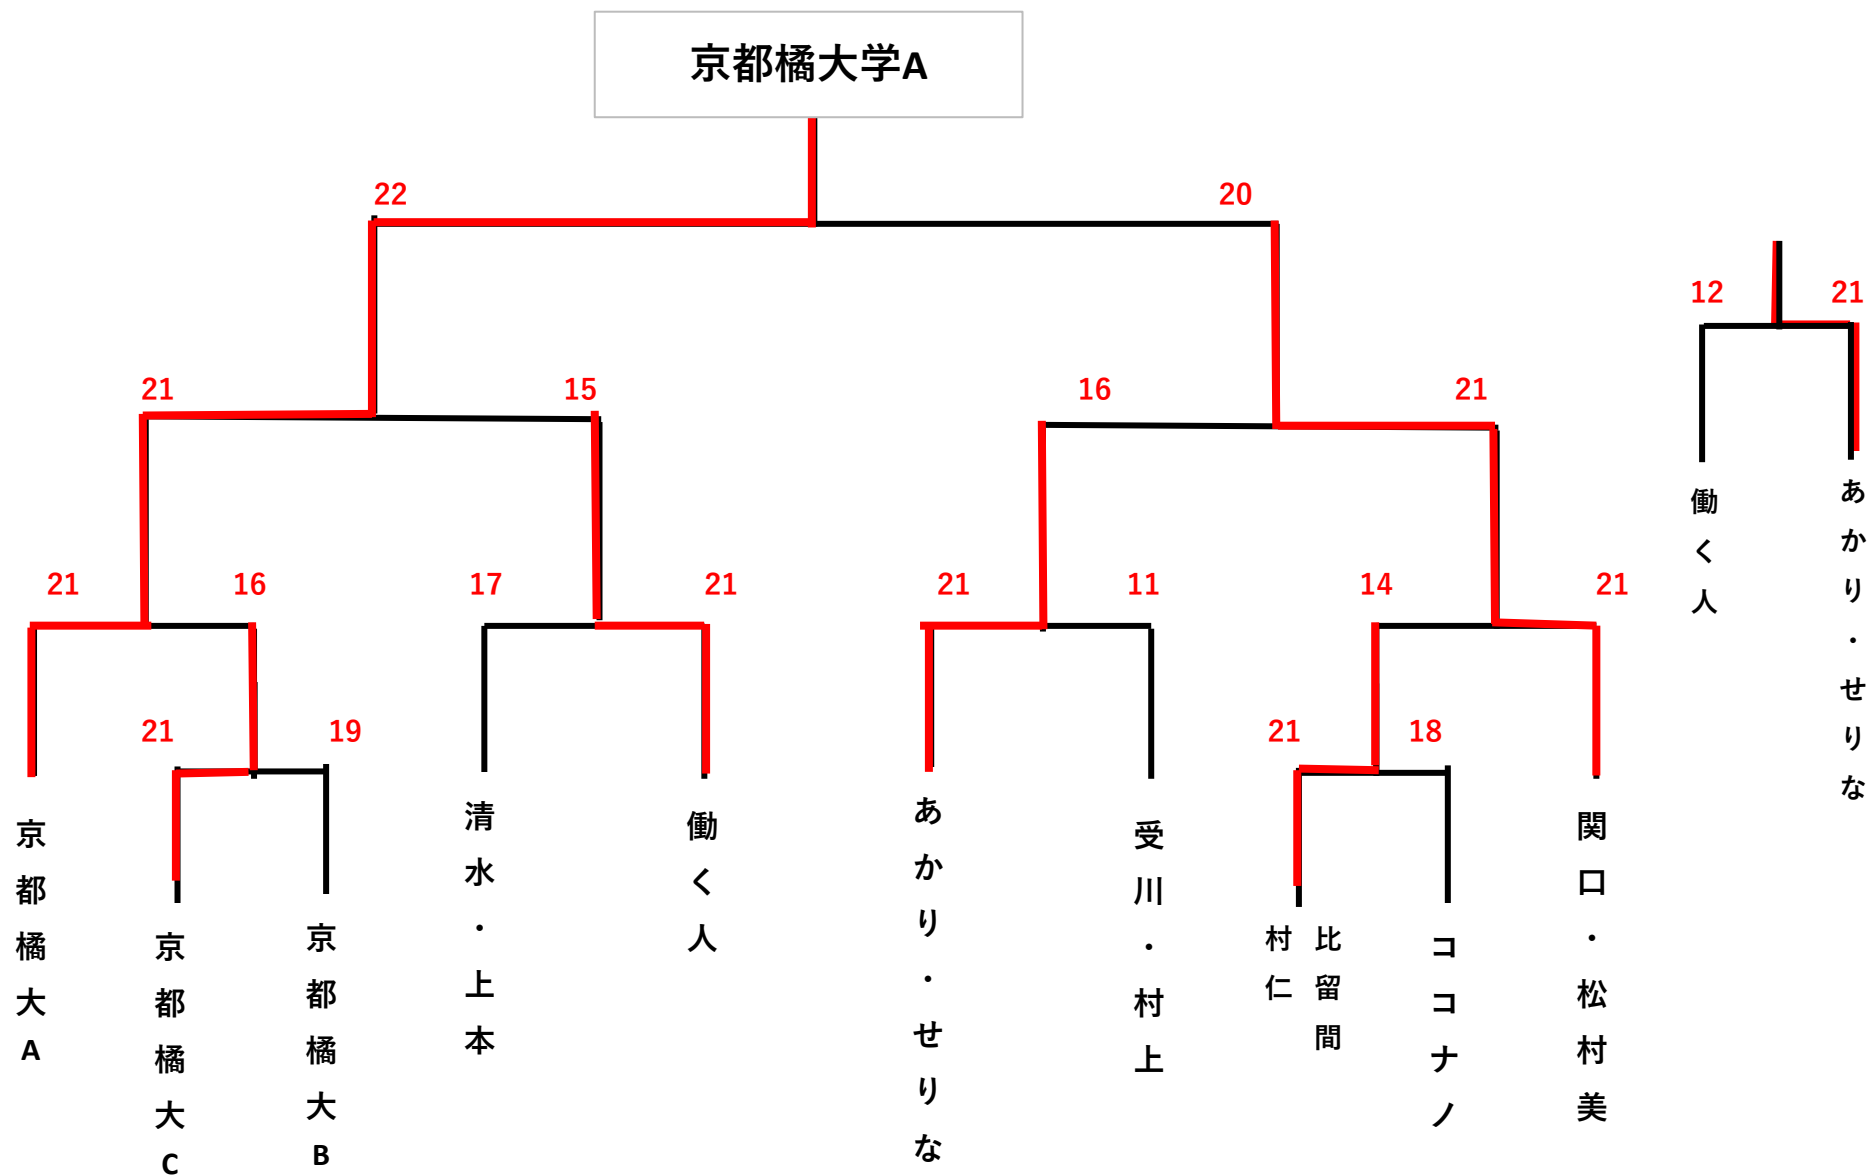 京都橘大学A
22
20
12
21
21
15
16
21
21
16
17
21
21
11
14
21
21
19
21
18
働く人
あかり・せりな
京都橘大A
京都橘大C
京都橘大B
清水・上本
働く人
あかり・せりな
受川・村上
比留間
村仁
ココナノ
関口・松村美